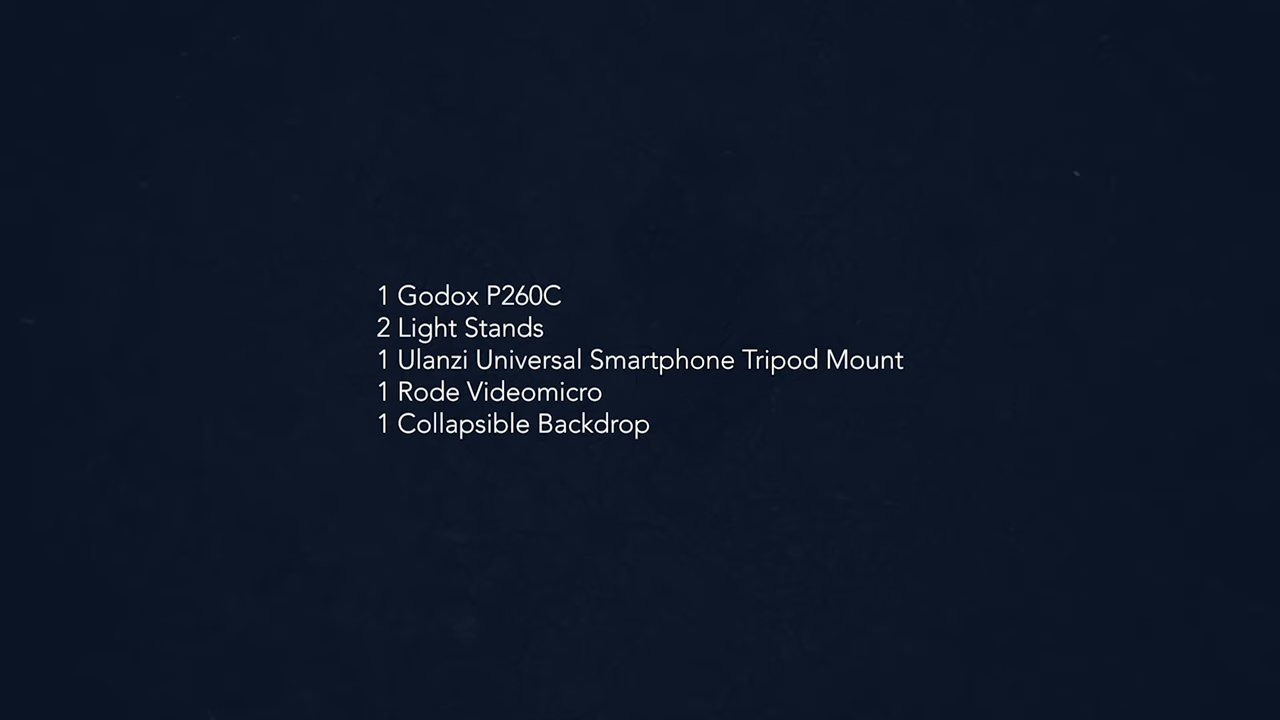 1 Godox P260C
2 Light Stands
1 Ulanzi Universal Smartphone Tripod Mount
1 Rode Videomicro
1 Collapsible Backdrop